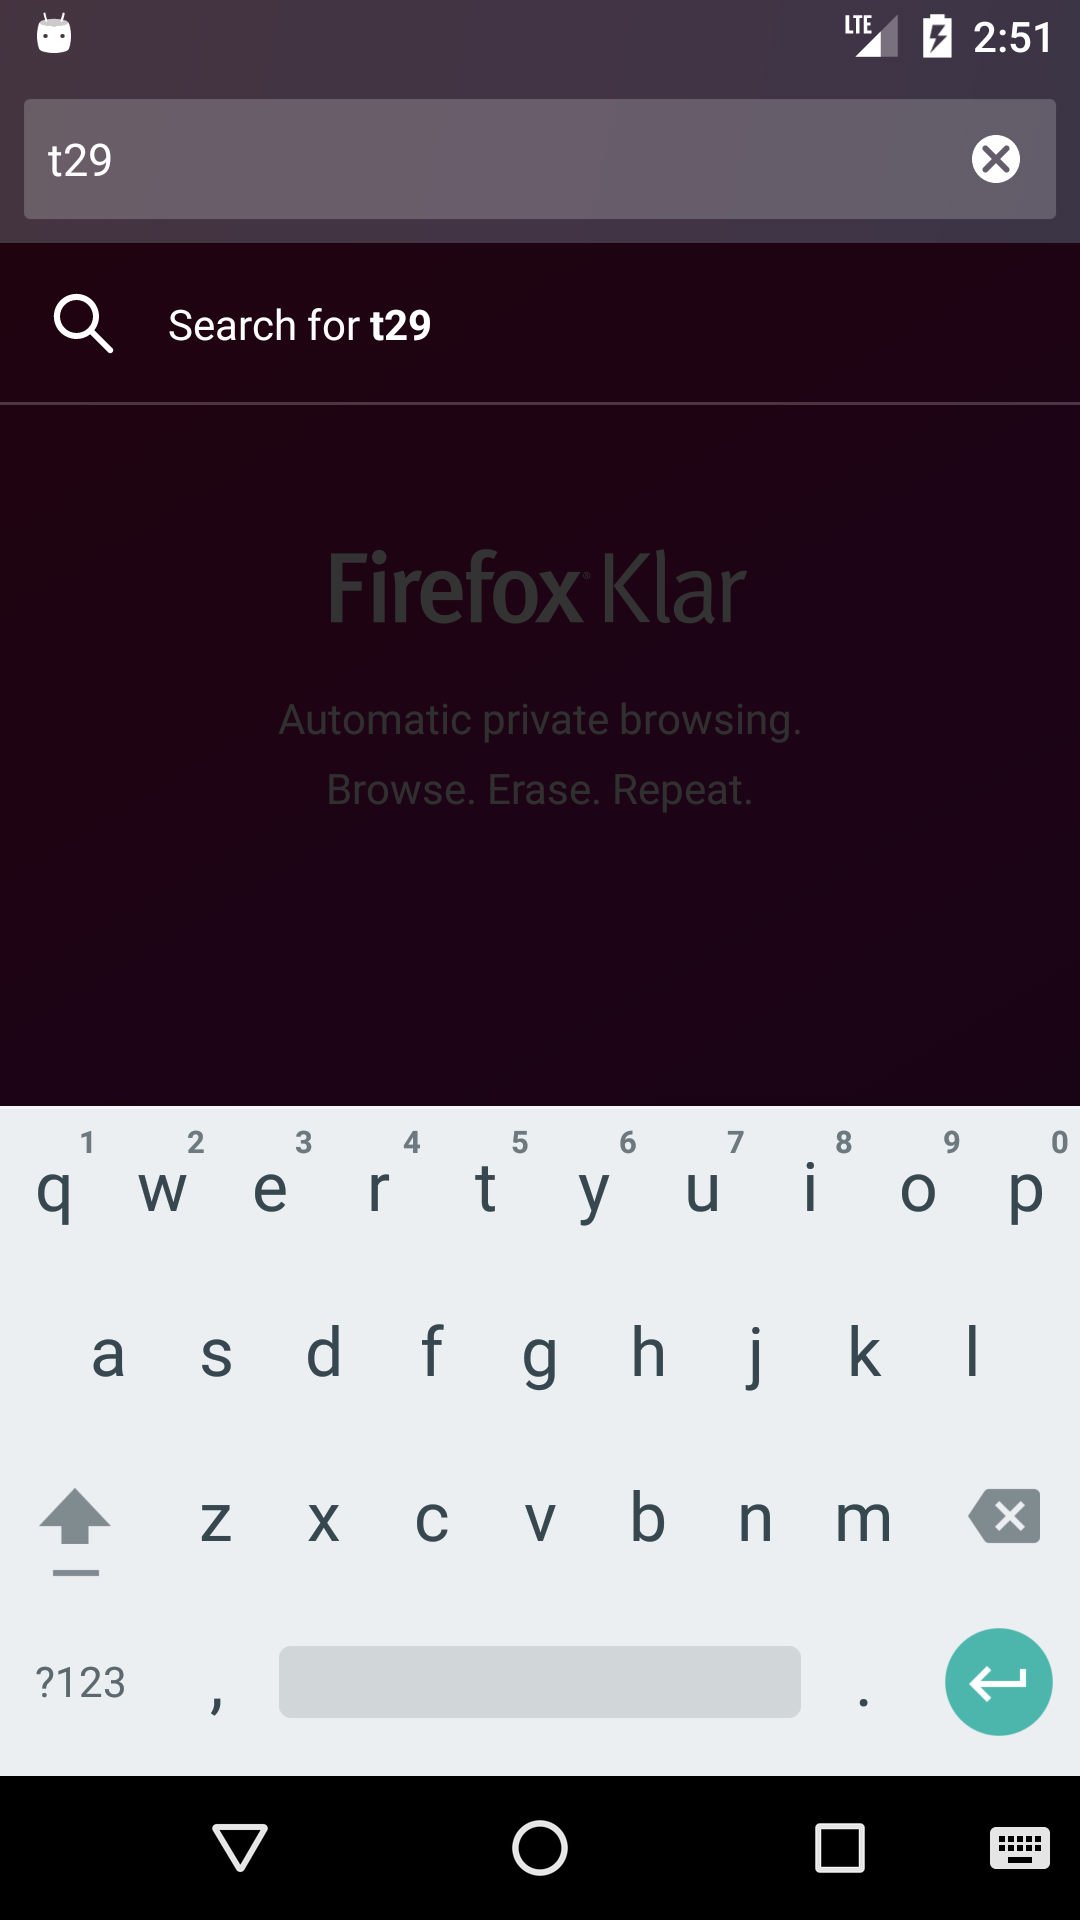 LTE 2:51
t29
Search for t29
Firefox® Klar
Automatic private browsing.
Browse. Erase. Repeat.
1 2 3 4 5 6 7 8 9 0
q w e r t y u i o p
a s d f g h j k l
z x c v b n m
?123 , .